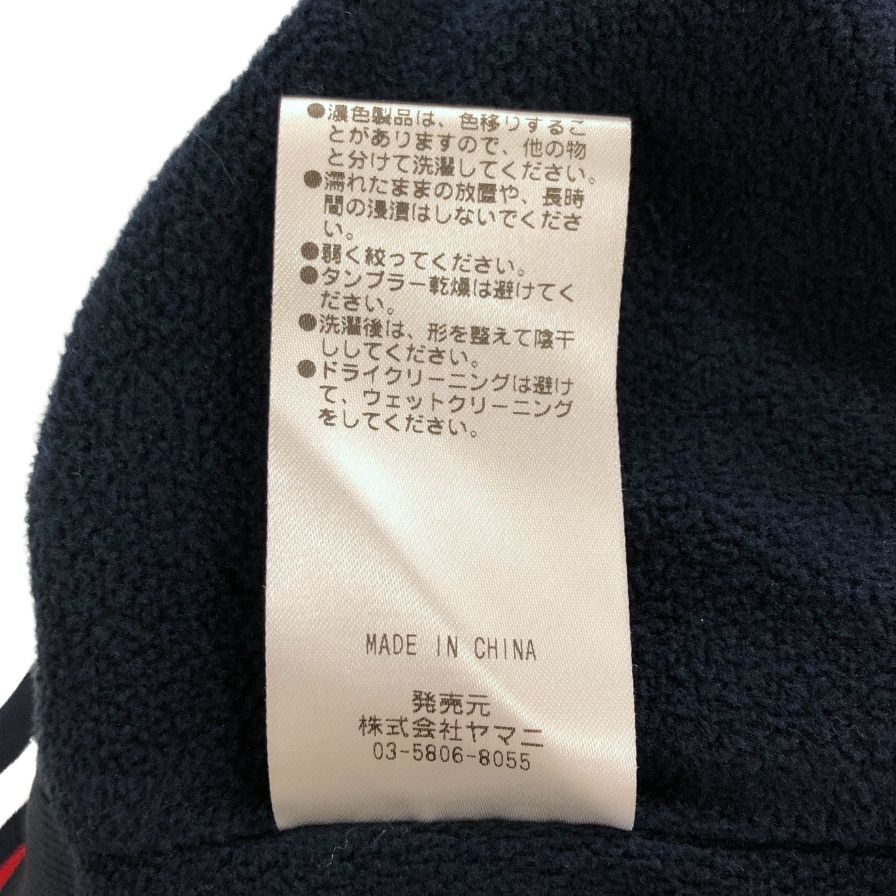 ●濃色製品は、色移りするこ
とがありますので、他の物
と分けて洗濯してください。
●濡れたままの放置や、長時
間の浸漬はしないでくださ
い。
●弱く絞ってください。
●タンブラー乾燥は避けてく
ださい。
●洗濯後は、形を整えて陰干
ししてください。
●ドライクリーニングは避け
て、ウェットクリーニング
をしてください。
MADE IN CHINA
発売元
株式会社ヤマニ
03-5806-8055